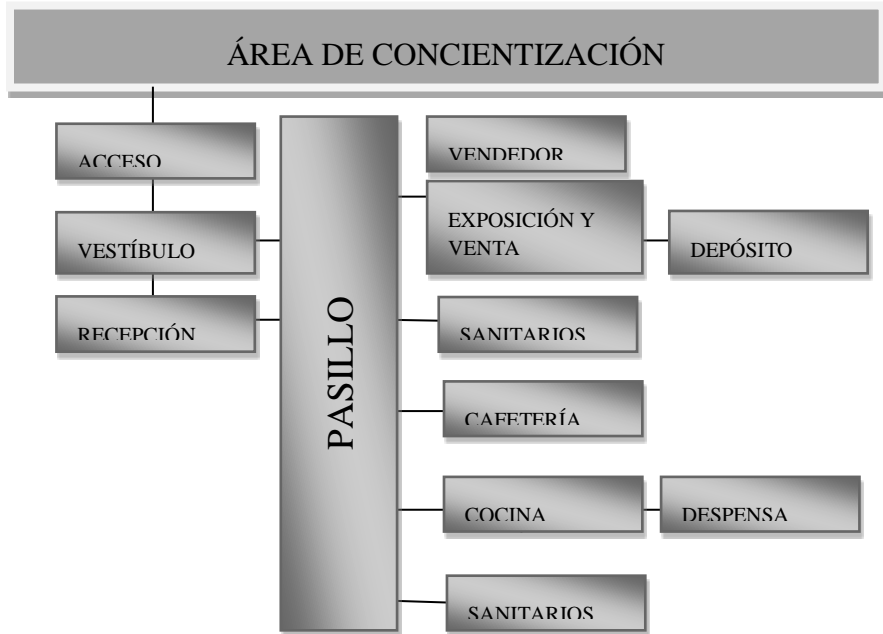 ÁREA DE CONCIENTIZACIÓN
ACCESO
VESTÍBULO
RECEPCIÓN
PASILLO
VENDEDOR
EXPOSICIÓN Y
VENTA
DEPÓSITO
SANITARIOS
CAFETERÍA
COCINA
DESPENSA
SANITARIOS